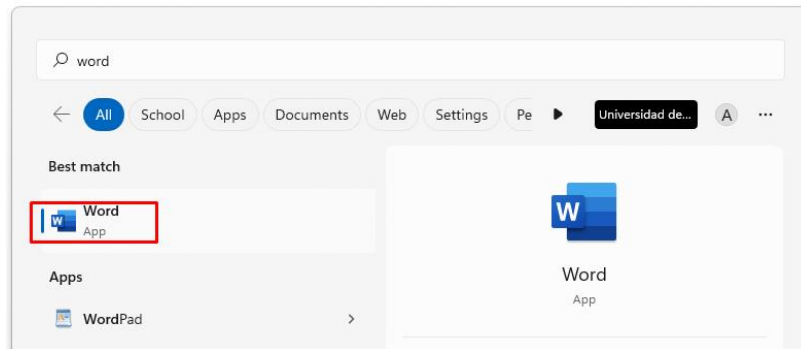 word
All School Apps Documents Web Settings Pe Universidad de... A ...
Best match
Word
App
Apps
WordPad
W
Word
App